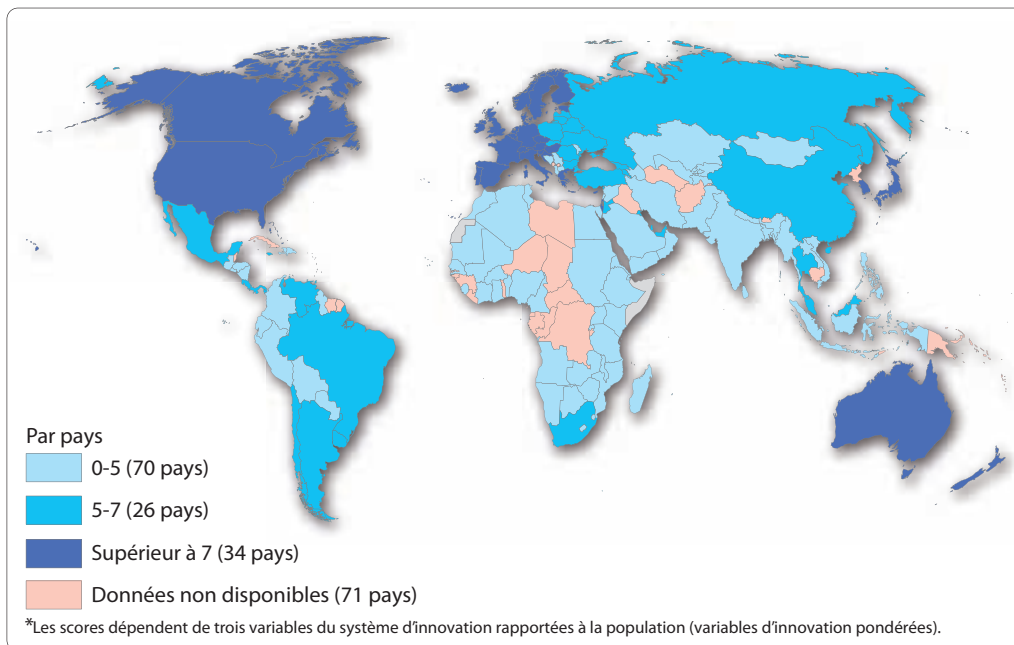 Par pays
0-5 (70 pays)
5-7 (26 pays)
Supérieur à 7 (34 pays)
Données non disponibles (71 pays)
*Les scores dépendent de trois variables du système d’innovation rapportées à la population (variables d’innovation pondérées).